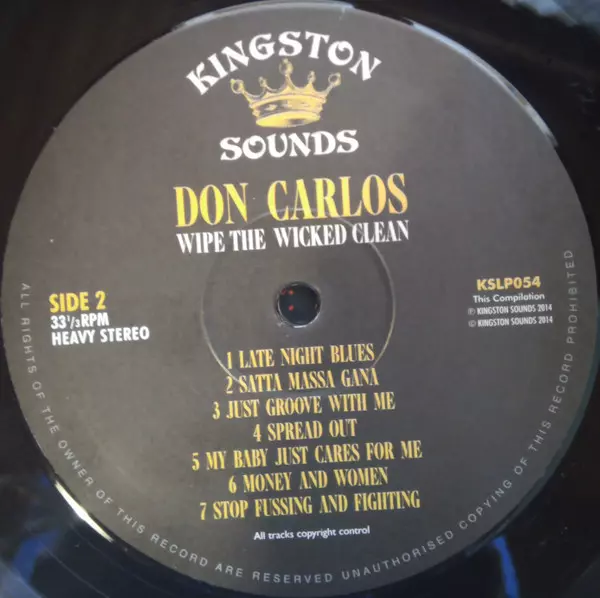 KINGSTON
SOUNDS
DON CARLOS
WIPE THE WICKED CLEAN
SIDE 2
33⅓RPM
HEAVY STEREO
KSLP054
This Compilation
℗ KINGSTON SOUNDS 2014
© KINGSTON SOUNDS 2014
1 LATE NIGHT BLUES
2 SATTA MASSA GANA
3 JUST GROOVE WITH ME
4 SPREAD OUT
5 MY BABY JUST CARES FOR ME
6 MONEY AND WOMEN
7 STOP FUSSING AND FIGHTING
All tracks copyright control
ALL RIGHTS OF THE OWNER OF THIS RECORD ARE RESERVED UNAUTHORISED COPYING OF THIS RECORD PROHIBITED